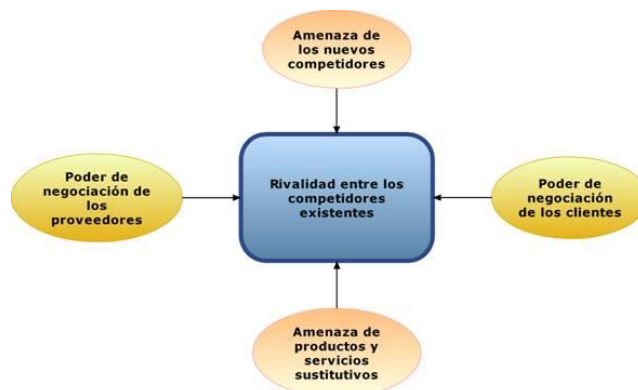 Amenaza de
los nuevos
competidores
Poder de
negociación de
los
proveedores
Rivalidad entre los
competidores
existentes
Poder de
negociación
de los clientes
Amenaza de
productos y
servicios
sustitutivos